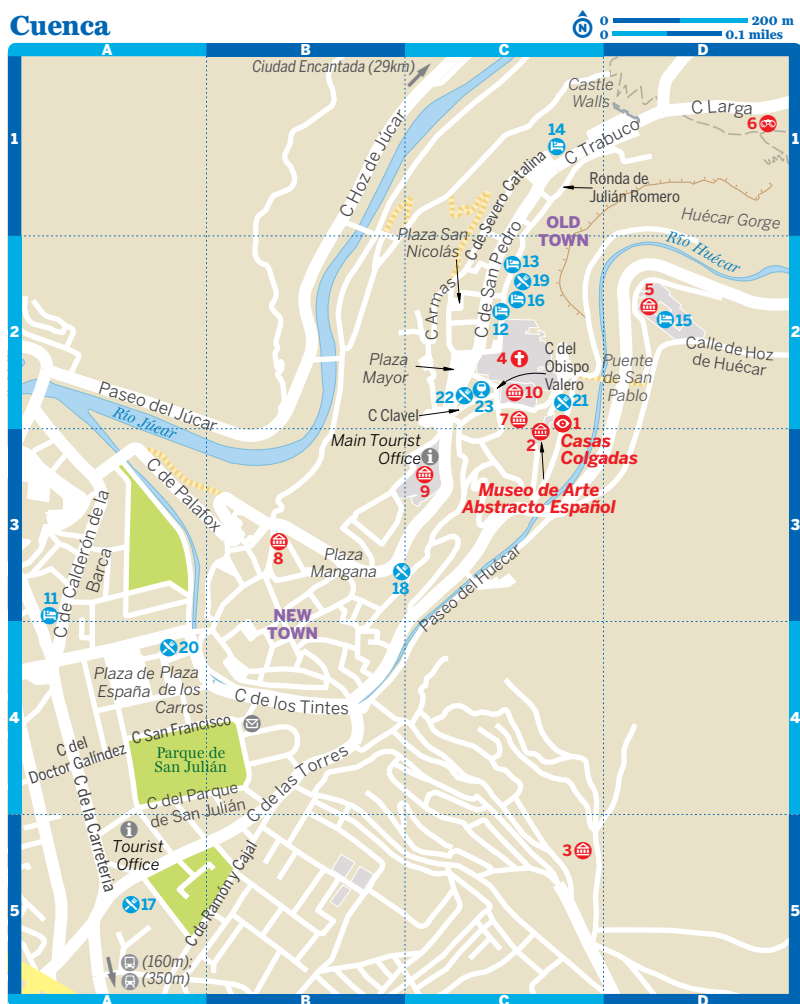 Cuenca
N
0 200 m
0 0.1 miles
A B C D
Ciudad Encantada (29km)
Castle
Walls
C Larga
6
1 1
14
C Trabuco
C Hoz de Júcar
C de Severo Catalina
Ronda de
Julián Romero
Plaza San
Nicolás
OLD
TOWN
Huécar Gorge
Río Huécar
C de San Pedro
13
19
16
12
C Armas
5
15
2 2
4
C del
Obispo
Valero
Calle de Hoz
de Huécar
Plaza
Mayor
Puente
de San
Pablo
Paseo del Júcar
Río Júcar
22
23
10
21
C Clavel
7
1
2
Casas
Colgadas
Main Tourist
Office
9
Museo de Arte
Abstracto Español
C de Palafox
3 3
C de Calderón de la
Barca
8
Plaza
Mangana
18
Paseo del Huécar
11
NEW
TOWN
20
Plaza de
España
Plaza
de los
Carros
C de los Tintes
4 4
C San Francisco
C del
Doctor Galíndez
Parque de
San Julián
C de la Carretería
C del Parque
de San Julián
C de las Torres
Tourist
Office
3
C de Ramón y Cajal
17
5 5
(160m);
(350m)
A B C D